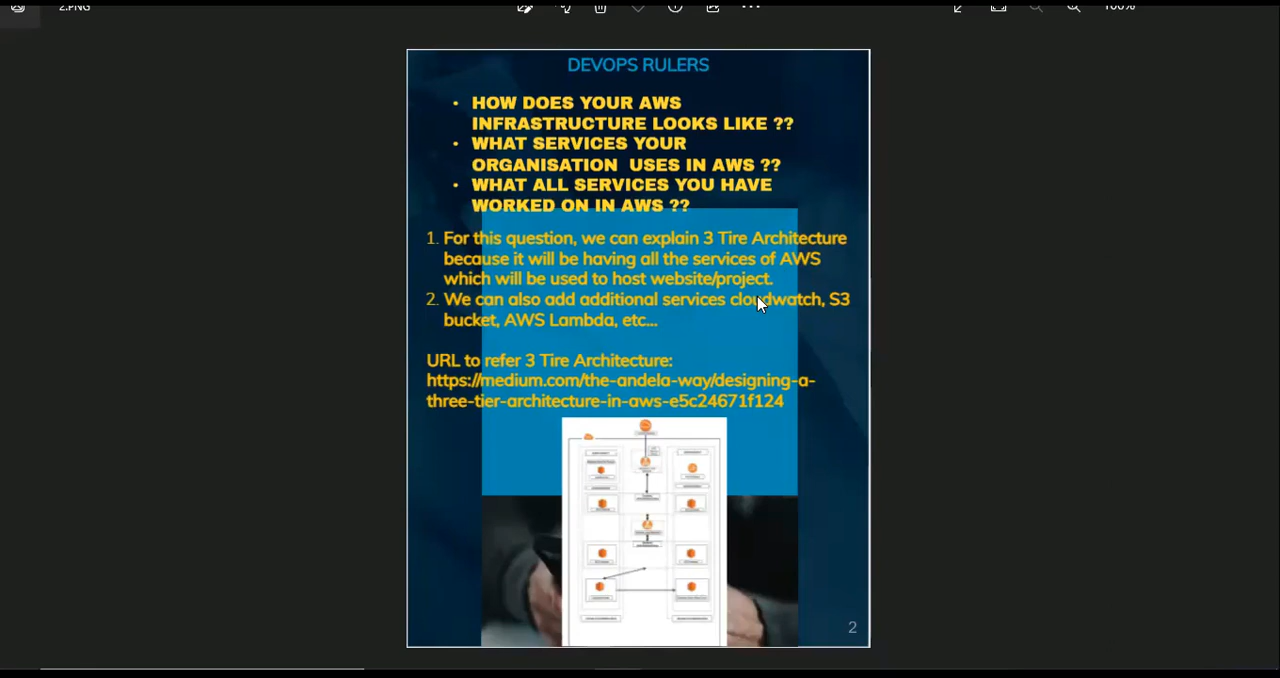 2.PNG
100%
DEVOPS RULERS
• HOW DOES YOUR AWS
INFRASTRUCTURE LOOKS LIKE ??
• WHAT SERVICES YOUR
ORGANISATION USES IN AWS ??
• WHAT ALL SERVICES YOU HAVE
WORKED ON IN AWS ??
1. For this question, we can explain 3 Tire Architecture
because it will be having all the services of AWS
which will be used to host website/project.
2. We can also add additional services cloudwatch, S3
bucket, AWS Lambda, etc...
URL to refer 3 Tire Architecture:
https://medium.com/the-andela-way/designing-a-
three-tier-architecture-in-aws-e5c24671f124
2